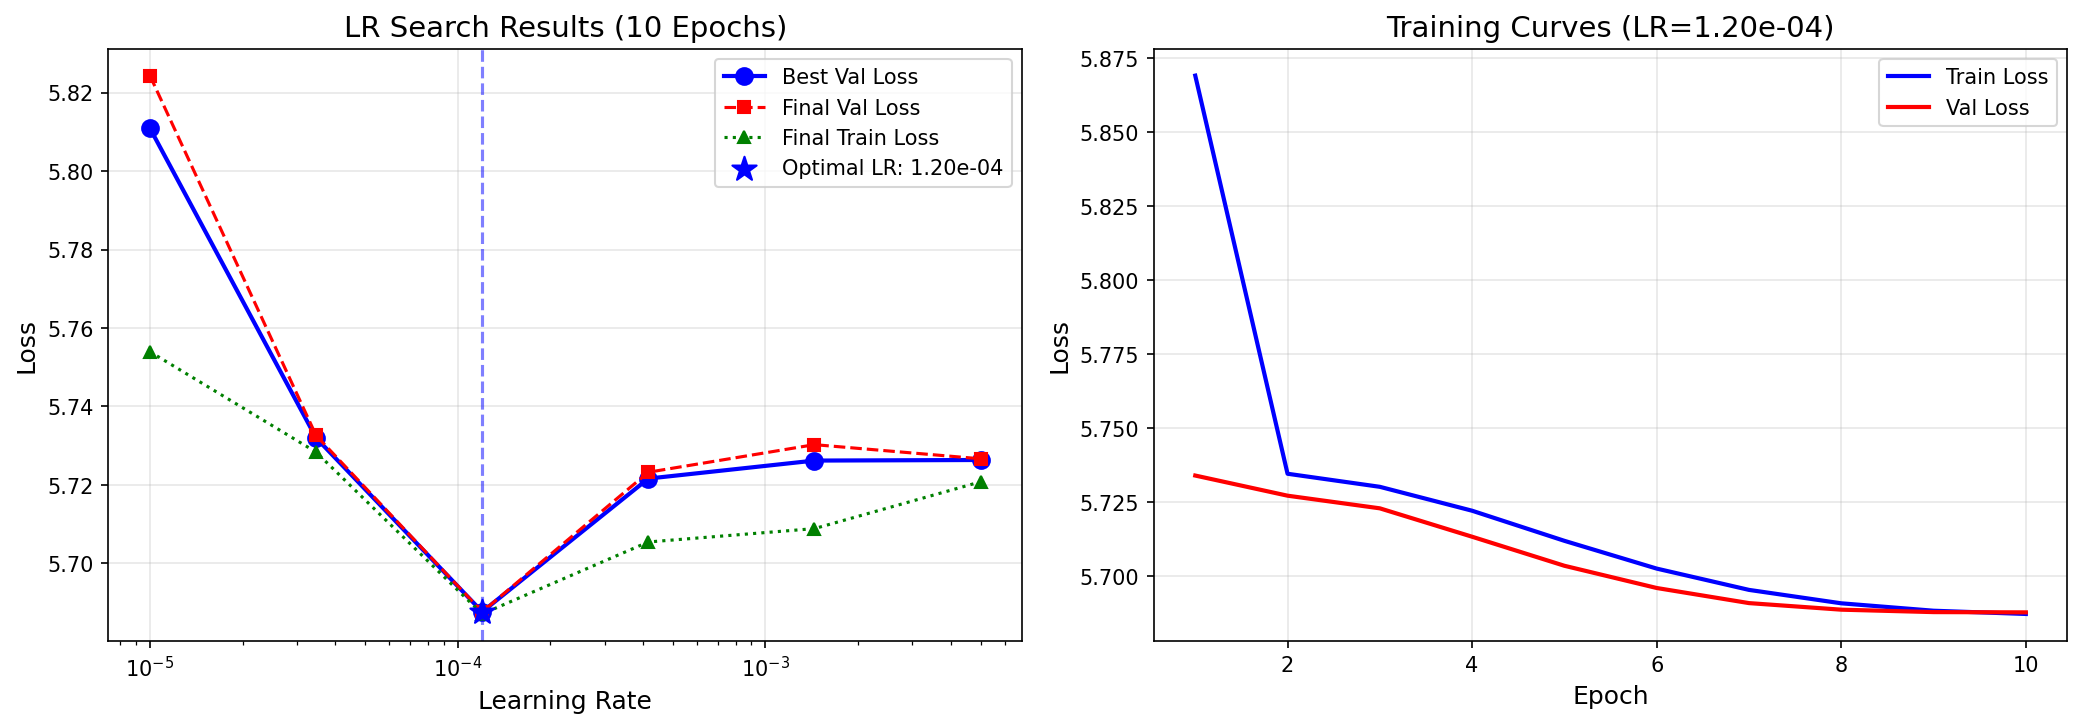 LR Search Results (10 Epochs)
Best Val Loss
Final Val Loss
Final Train Loss
Optimal LR: 1.20e-04
5.82
5.80
5.78
5.76
5.74
5.72
5.70
Loss
10⁻⁵
10⁻⁴
10⁻³
Learning Rate
Training Curves (LR=1.20e-04)
Train Loss
Val Loss
5.875
5.850
5.825
5.800
5.775
5.750
5.725
5.700
Loss
2
4
6
8
10
Epoch